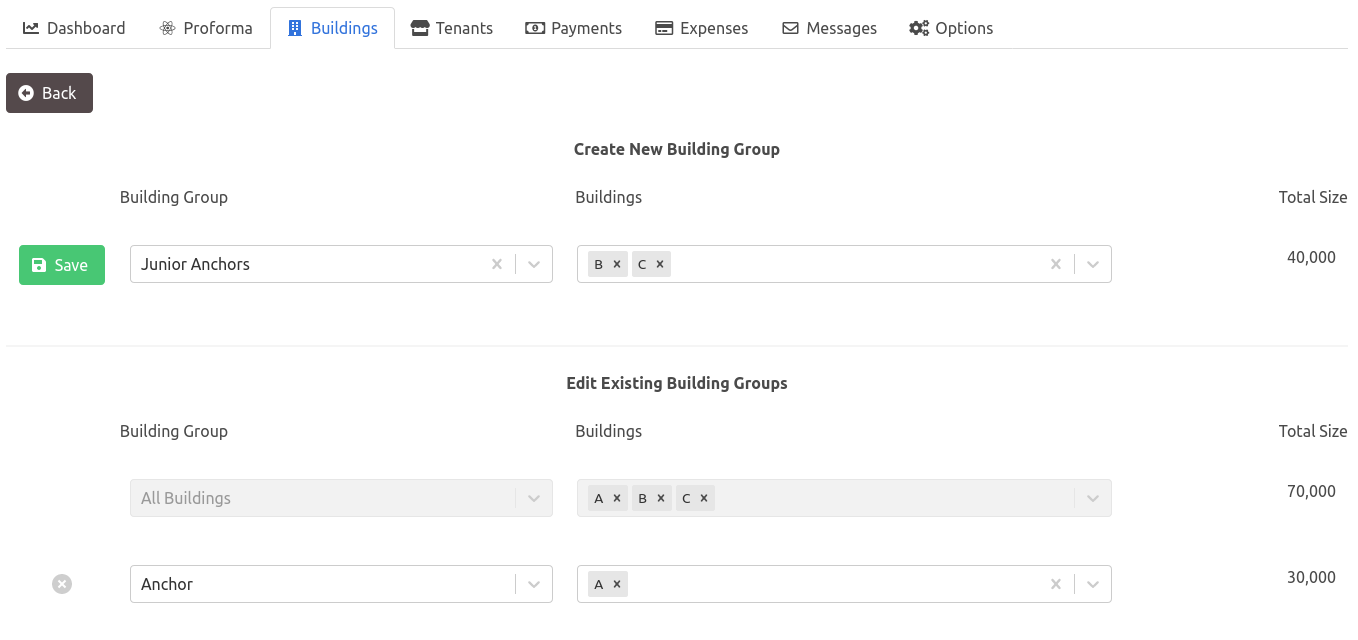 Dashboard Proforma Buildings Tenants Payments Expenses Messages Options
Back
Create New Building Group
Building Group Buildings Total Size
Save Junior Anchors B C 40,000
Edit Existing Building Groups
Building Group Buildings Total Size
All Buildings A B C 70,000
Anchor A 30,000